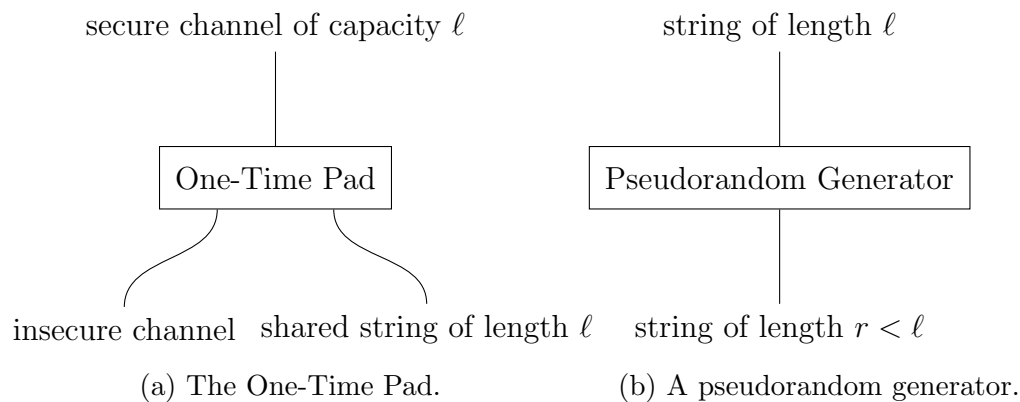 secure channel of capacity ℓ
string of length ℓ
One-Time Pad
Pseudorandom Generator
insecure channel
shared string of length ℓ
string of length r < ℓ
(a) The One-Time Pad.
(b) A pseudorandom generator.